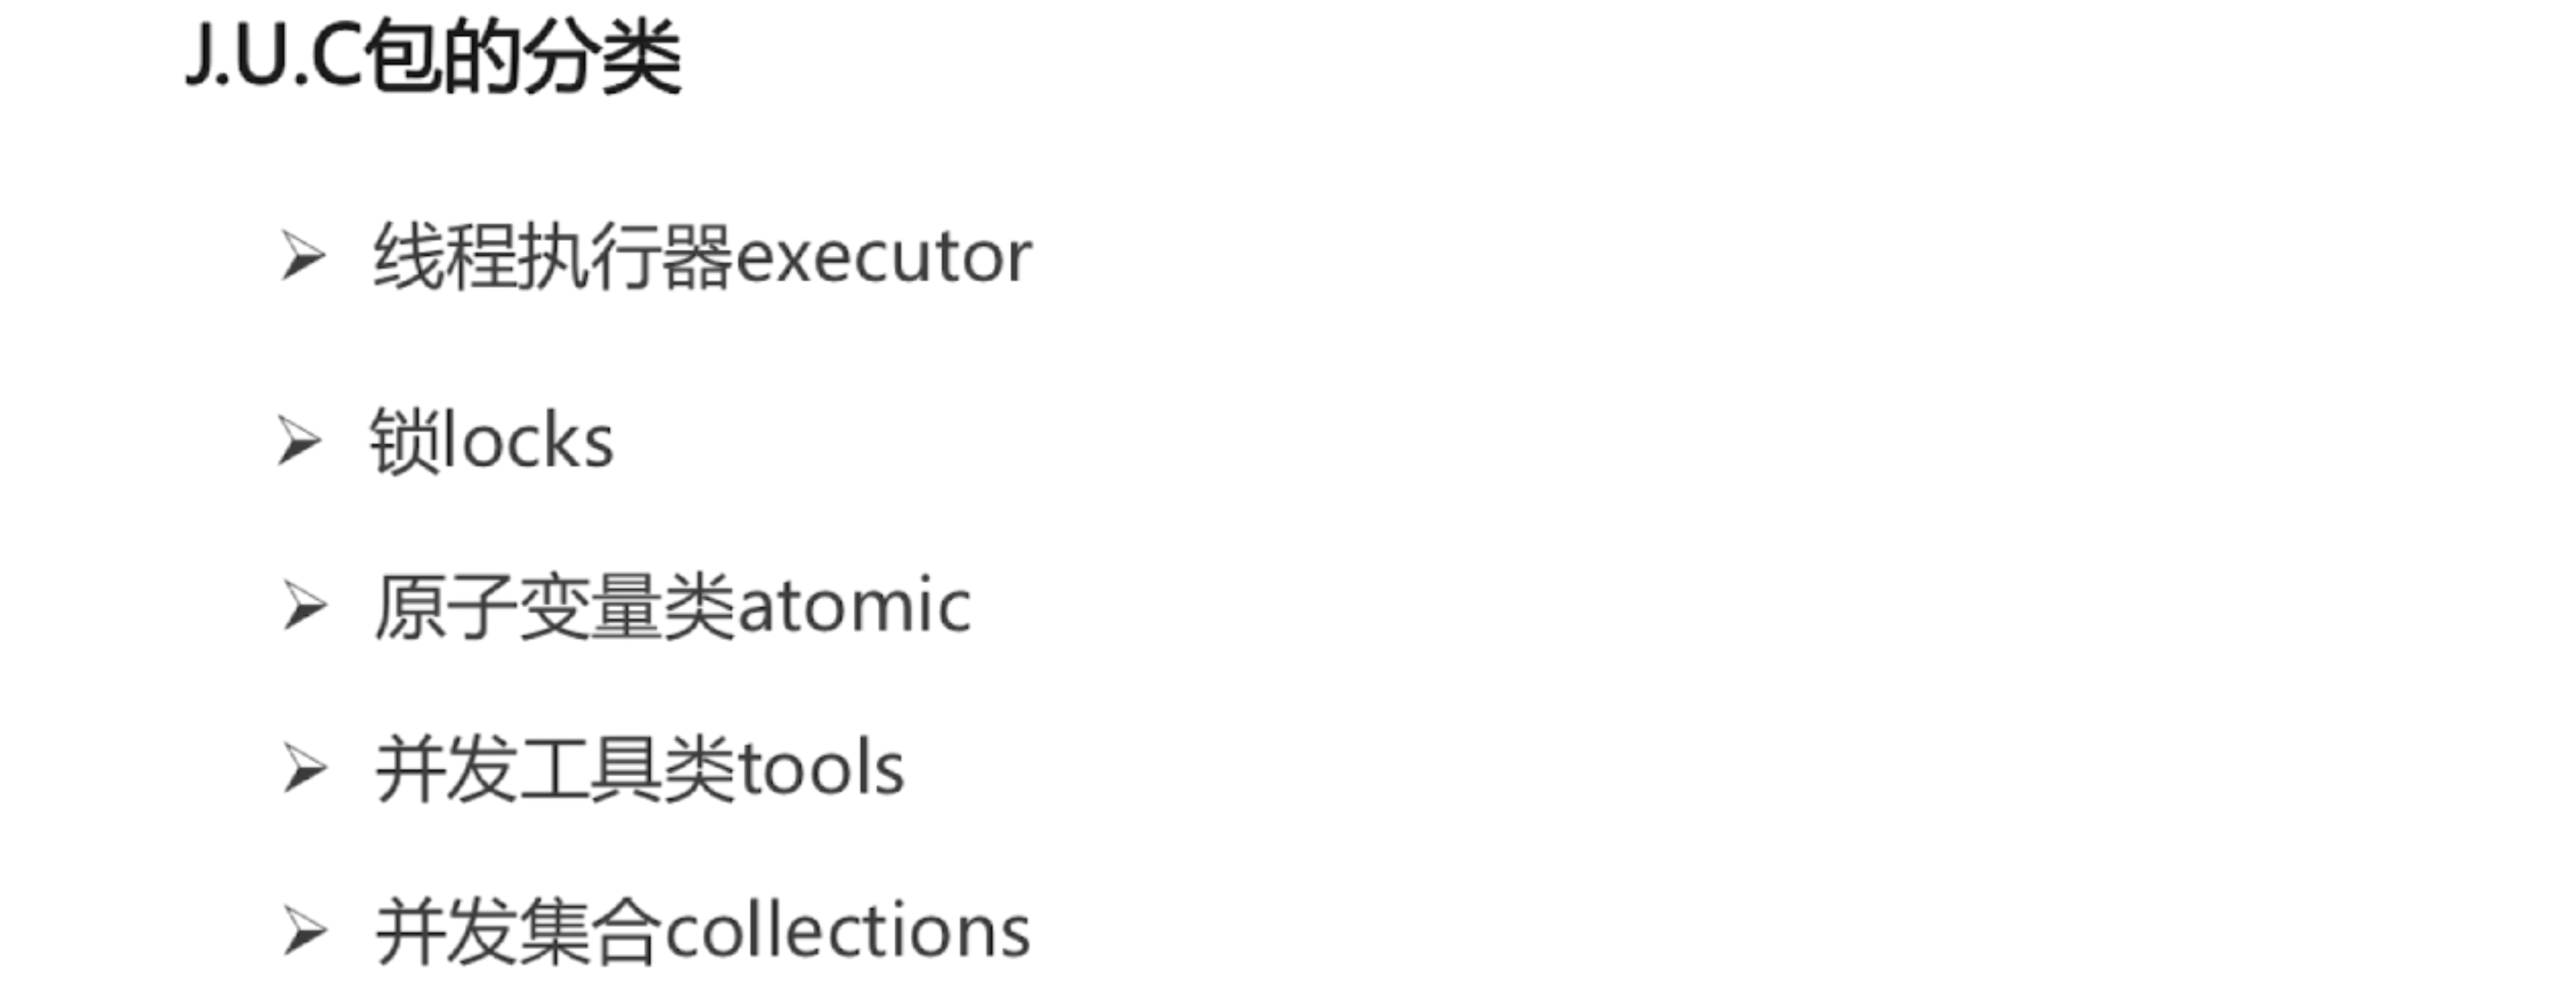 J.U.C包的分类
线程执行器executor
锁locks
原子变量类atomic
并发工具类tools
并发集合collections